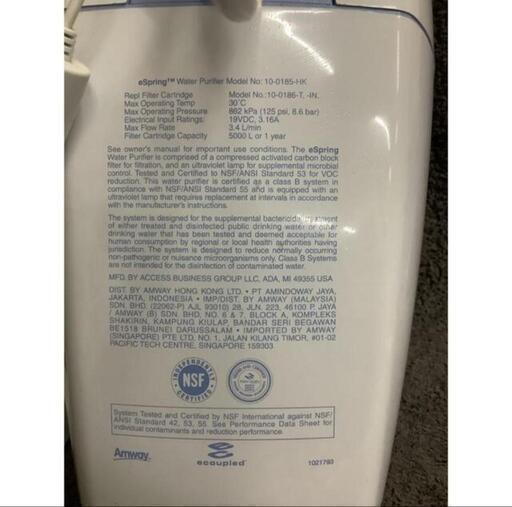 eSpring™ Water Purifier Model No: 10-0185-HK
Repl Filter Cartridge Model No.:10-0186-T, -IN.
Max Operating Temp 30°C
Max Operating Pressure 862 kPa (125 psi, 8.6 bar)
Electrical Input Ratings: 19VDC, 3.16A
Max Flow Rate 3.4 L/min
Filter Cartridge Capacity 5000 L or 1 year
See owner's manual for important use conditions. The eSpring
Water Purifier is comprised of a compressed activated carbon block
filter for filtration, and an ultraviolet lamp for supplemental microbial
control. Tested and Certified to NSF/ANSI Standard 53 for VOC
reduction. This water purifier is certified as a class B system in
compliance with NSF/ANSI Standard 55 and is equipped with an
ultraviolet lamp that requires replacement at intervals in accordance
with the manufacturer's instructions.
The system is designed for the supplemental bactericidal
of either treated and disinfected public drinking water or other
drinking water that has been tested and deemed acceptable for
human consumption by regional or local health authorities having
jurisdiction. The system is designed to reduce normally occurring
non-pathogenic or nuisance microorganisms only. Class B Systems
are not intended for the disinfection of contaminated water.
MFD. BY ACCESS BUSINESS GROUP LLC, ADA, MI 49355 USA
DIST. BY AMWAY HONG KONG LTD. • PT AMINDOWAY JAYA,
JAKARTA, INDONESIA • IMP/DIST. BY AMWAY (MALAYSIA)
SDN. BHD. (22062-P) AJL 93010) 28, JLN. 223, 46100 P. JAYA
/ AMWAY (B) SDN. BHD. NO. 6 & 7, BLOCK A, KOMPLEKS
SHAKIRIN, KAMPUNG KIULAP, BANDAR SERI BEGAWAN
BE1518 BRUNEI DARUSSALAM • IMPORTED BY AMWAY
(SINGAPORE) PTE LTD. NO. 1, JALAN KILANG TIMOR, #01-02
PACIFIC TECH CENTRE, SINGAPORE 159303
INDEPENDENTLY
NSF
CERTIFIED
System Tested and Certified by NSF International against NSF/
ANSI Standard 42, 53, 55. See Performance Data Sheet for
individual contaminants and reduction performance.
Amway
ecoupled
1021793